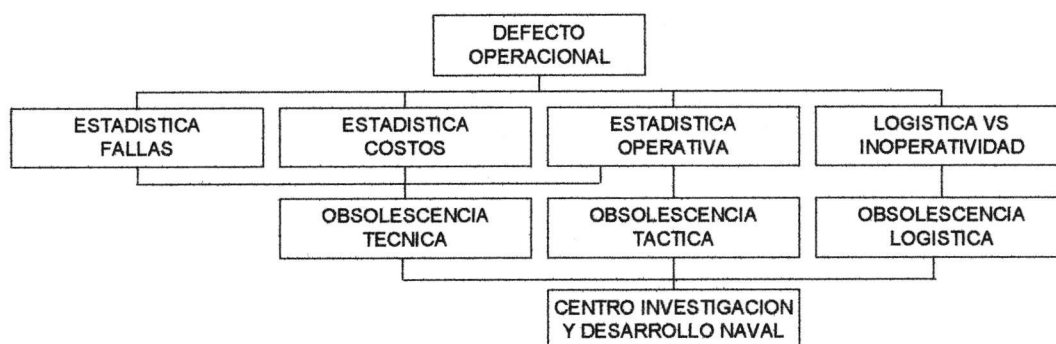 DEFECTO
OPERACIONAL
ESTADISTICA
FALLAS
ESTADISTICA
COSTOS
ESTADISTICA
OPERATIVA
LOGISTICA VS
INOPERATIVIDAD
OBSOLESCENCIA
TECNICA
OBSOLESCENCIA
TACTICA
OBSOLESCENCIA
LOGISTICA
CENTRO INVESTIGACION
Y DESARROLLO NAVAL